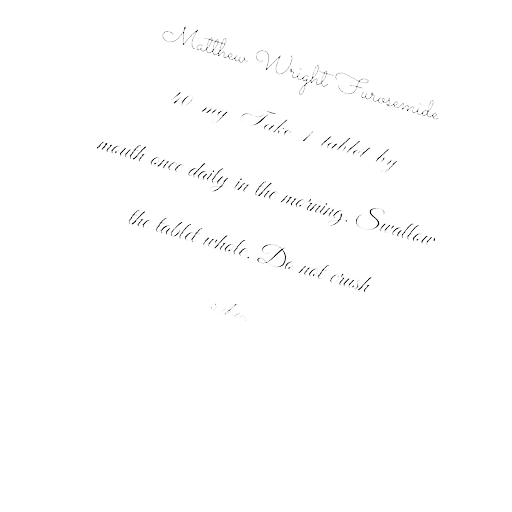 Matthew Wright Furosemide
40 mg Take 1 tablet by
mouth once daily in the morning. Swallow
the tablet whole. Do not crush